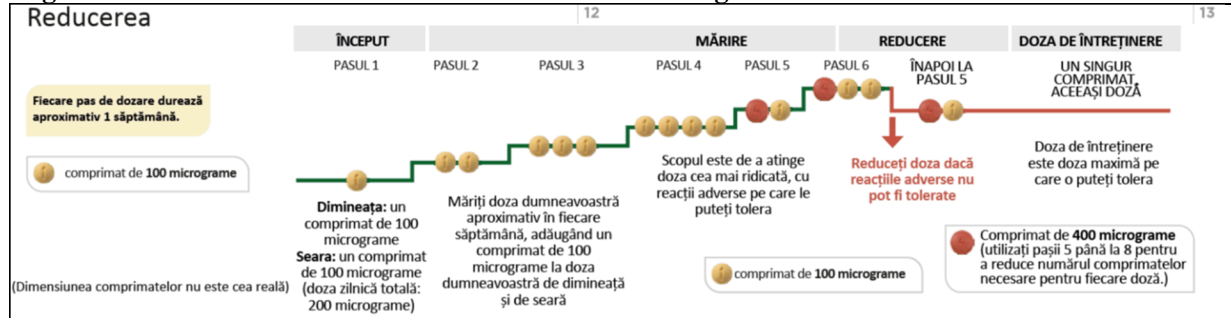 Reducerea
12
13
ÎNCEPUT
MĂRIRE
REDUCERE
DOZA DE ÎNTREȚINERE
PASUL 1
PASUL 2
PASUL 3
PASUL 4
PASUL 5
PASUL 6
ÎNAPOI LA
PASUL 5
UN SINGUR
COMPRIMAT,
ACEEAȘI DOZĂ
Fiecare pas de dozare durează
aproximativ 1 săptămână.
comprimat de 100 micrograme
(Dimensiunea comprimatelor nu este cea reală)
Dimineața: un
comprimat de 100
micrograme
Seara: un comprimat
de 100 micrograme
(doza zilnică totală:
200 micrograme)
Măriți doza dumneavoastră
aproximativ în fiecare
săptămână, adăugând un
comprimat de 100
micrograme la doza
dumneavoastră de dimineață
și de seară
Scopul este de a atinge
doza cea mai ridicată, cu
reacții adverse pe care le
puteți tolera
Reduceți doza dacă
reacțiile adverse nu
pot fi tolerate
Doza de întreținere
este doza maximă pe
care o puteți tolera
comprimat de 100 micrograme
Comprimat de 400 micrograme
(utilizați pașii 5 până la 8 pentru
a reduce numărul comprimatelor
necesare pentru fiecare doză.)